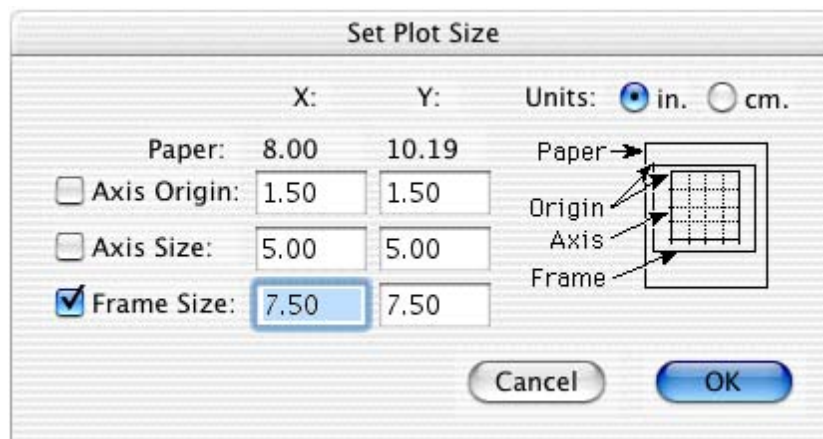 Set Plot Size
X: Y: Units: in. cm.
Paper: 8.00 10.19
Axis Origin: 1.50 1.50
Axis Size: 5.00 5.00
Frame Size: 7.50 7.50
Paper
Origin
Axis
Frame
Cancel OK